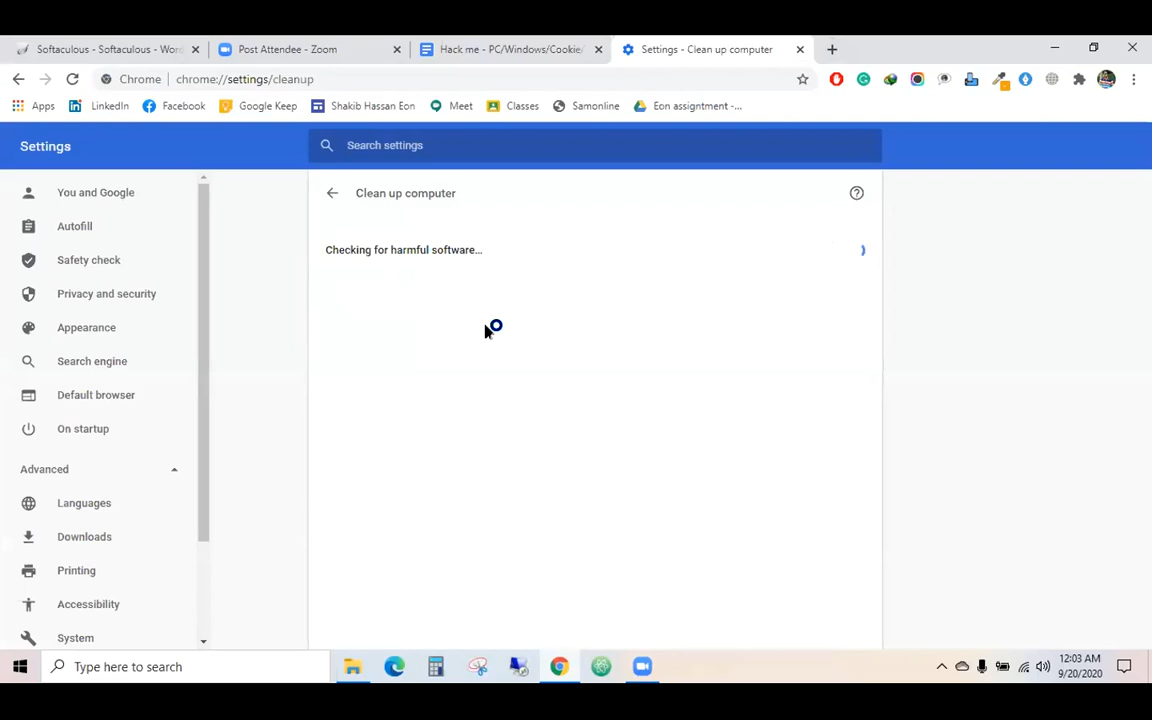 Softaculous - Softaculous - Wor
Post Attendee - Zoom
Hack me - PC/Windows/Cookie/
Settings - Clean up computer
Chrome
chrome://settings/cleanup
Apps
LinkedIn
Facebook
Google Keep
Shakib Hassan Eon
Meet
Classes
Samonline
Eon assigntment -...
Settings
Search settings
You and Google
Autofill
Safety check
Privacy and security
Appearance
Search engine
Default browser
On startup
Advanced
Languages
Downloads
Printing
Accessibility
System
Clean up computer
Checking for harmful software...
Type here to search
12:03 AM
9/20/2020